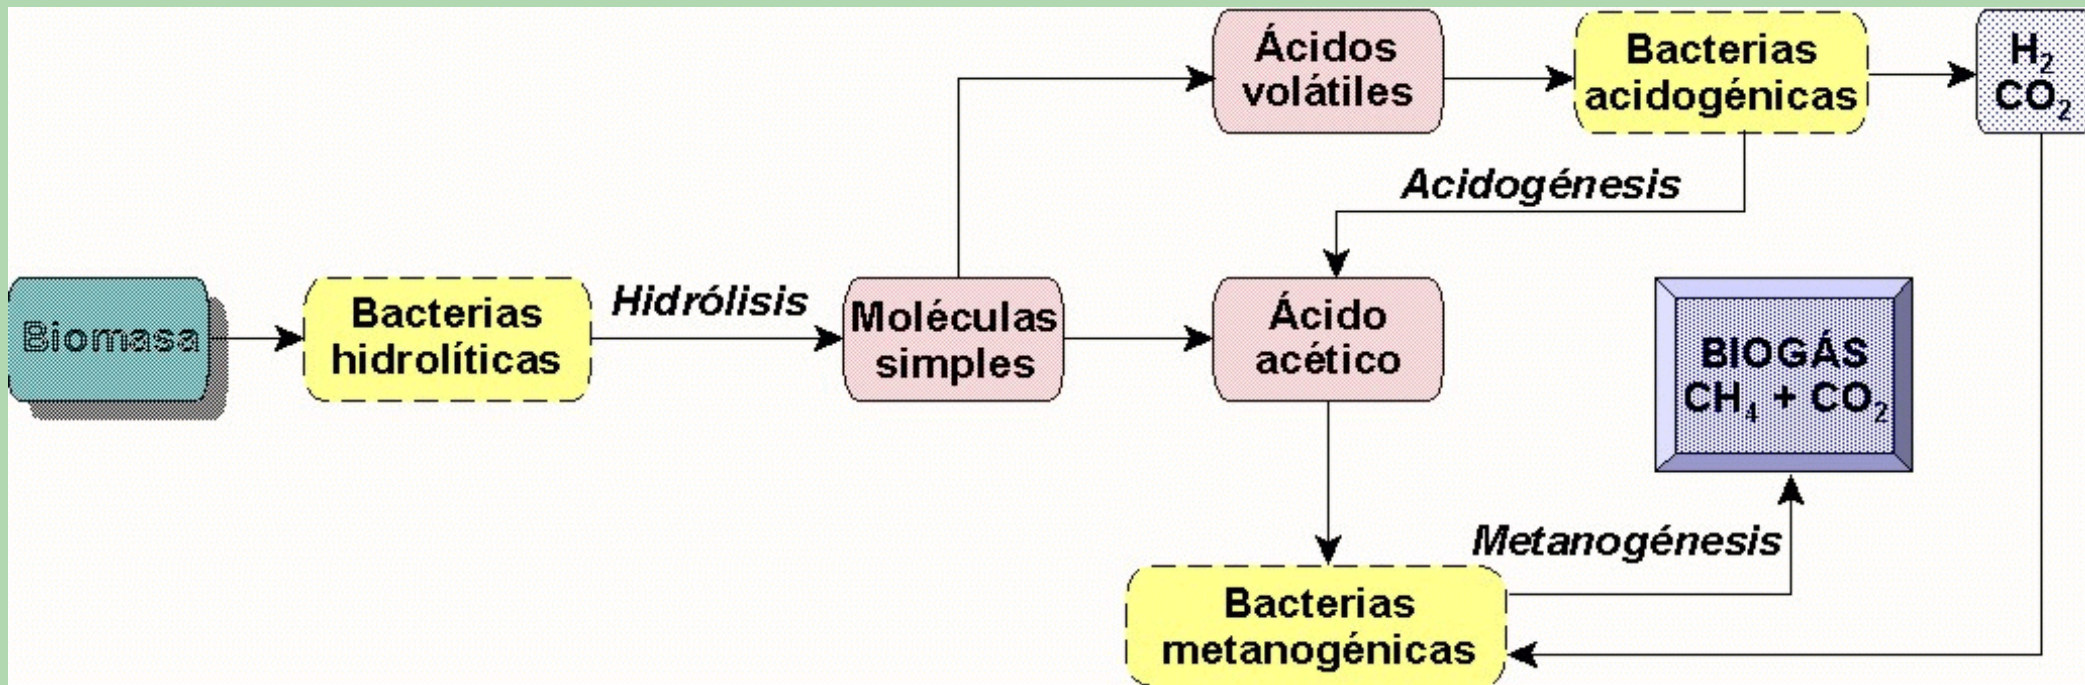 Ácidos
volátiles
Bacterias
acidogénicas
H₂
CO₂
Acidogénesis
Biomasa
Bacterias
hidrolíticas
Hidrólisis
Moléculas
simples
Ácido
acético
BIOGÁS
CH₄ + CO₂
Metanogénesis
Bacterias
metanogénicas